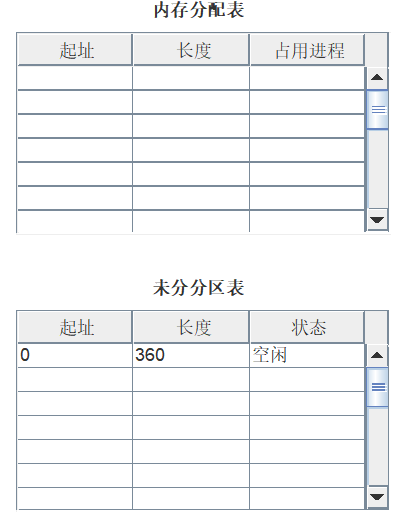 内存分配表
起址 长度 占用进程
未分分区表
起址 长度 状态
0 360 空闲